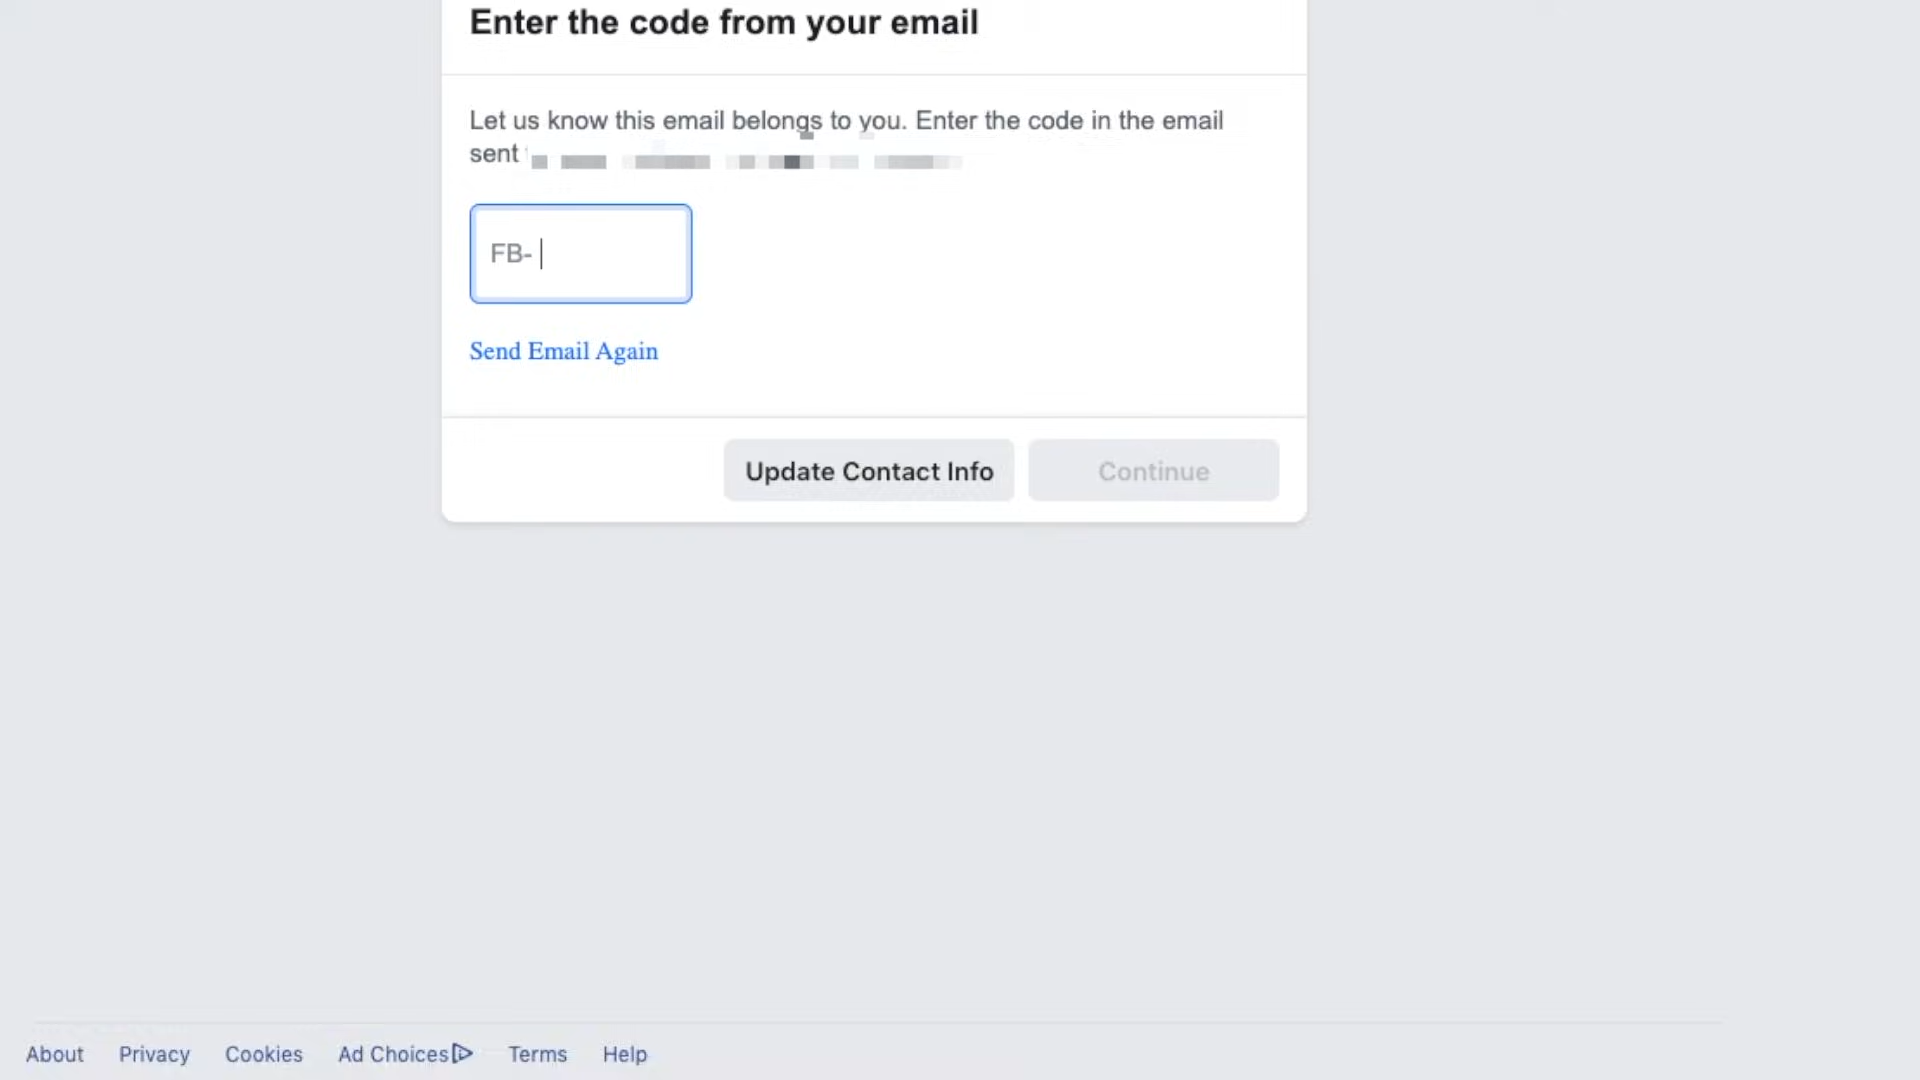 Enter the code from your email
Let us know this email belongs to you. Enter the code in the email
sent
FB-
Send Email Again
Update Contact Info
Continue
About Privacy Cookies Ad Choices Terms Help